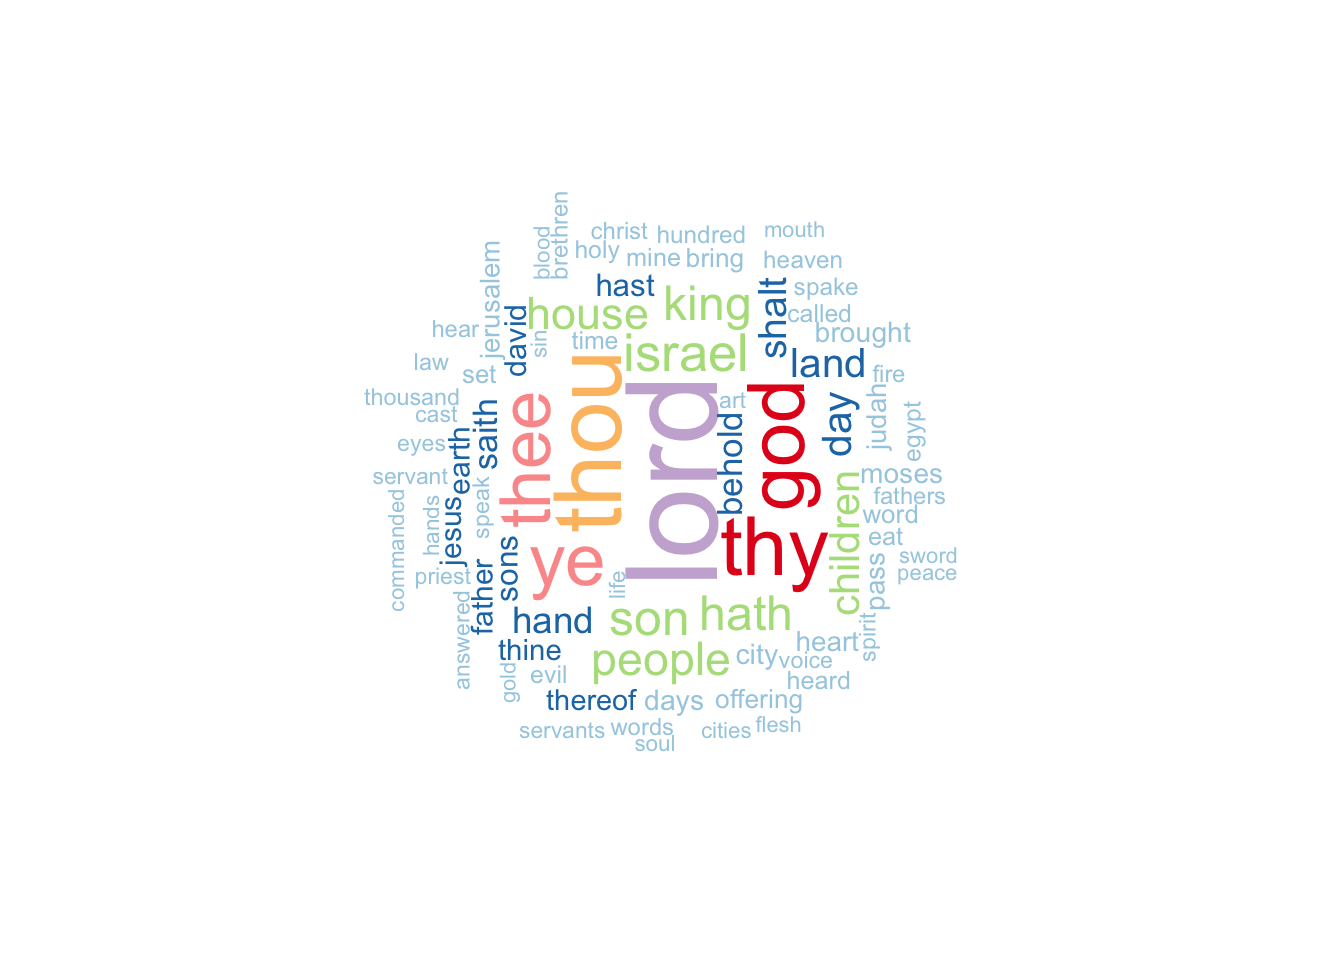 brethren
blood
christ
hundred
mouth
holy
mine
bring
heaven
jerusalem
hast
king
shalt
spake
house
called
hear
david
sin
time
israel
brought
law
set
land
fire
thousand
cast
thee
thou
lord
art
god
day
judah
egypt
eyes
earth
saith
behold
servant
speak
children
moses
fathers
commanded
hands
jesus
thy
word
eat
priest
father
sons
ye
life
pass
sword
peace
answered
hand
son
hath
spirit
thine
people
city
voice
heart
heard
gold
evil
thereof
days
offering
servants
words
cities
flesh
soul